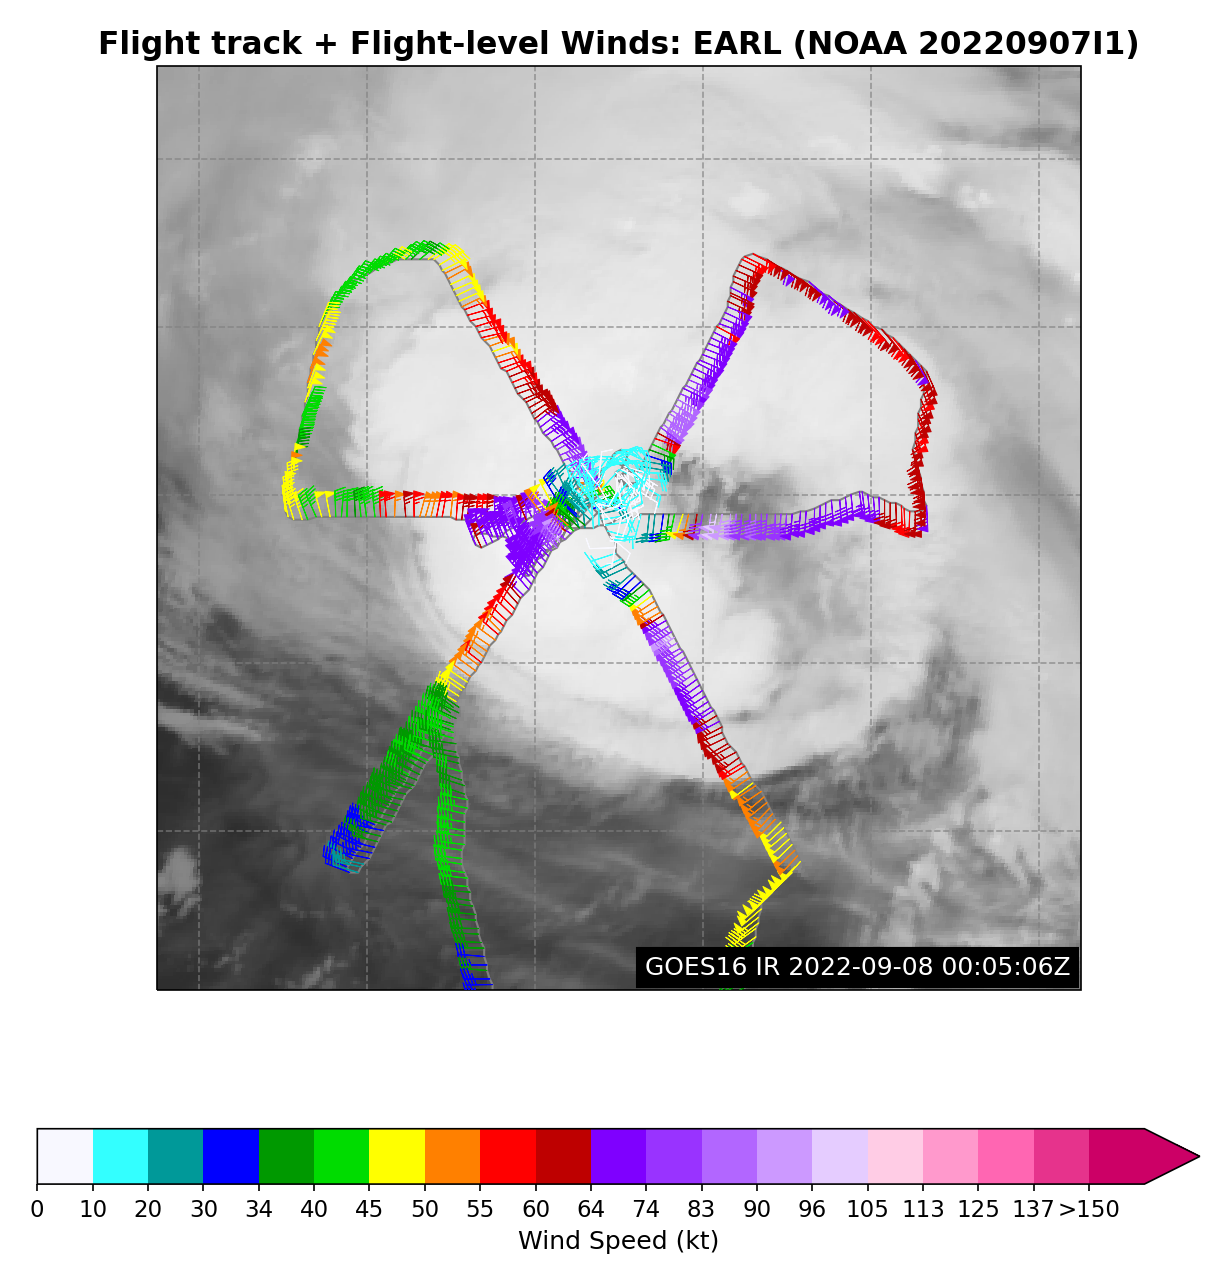 Flight track + Flight-level Winds: EARL (NOAA 20220907I1)
GOES16 IR 2022-09-08 00:05:06Z
0 10 20 30 34 40 45 50 55 60 64 74 83 90 96 105 113 125 137 >150
Wind Speed (kt)